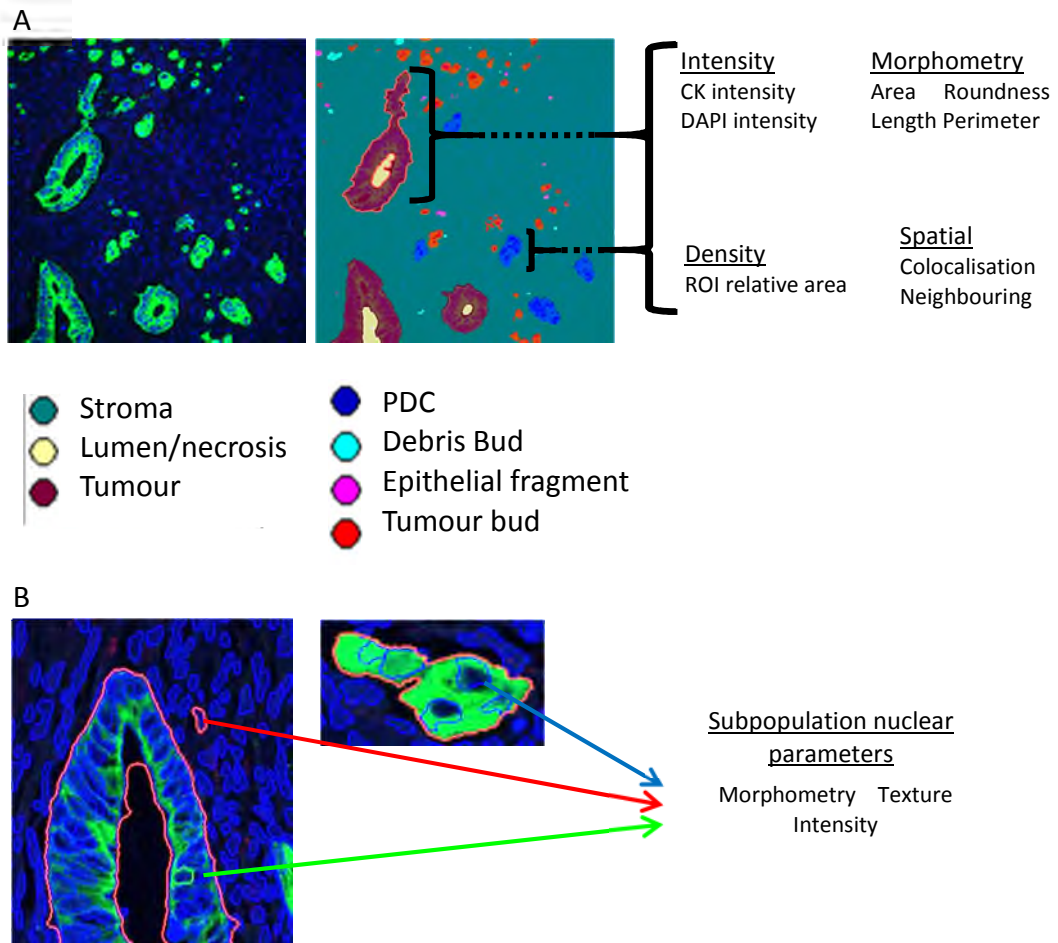 A
Intensity
CK intensity
DAPI intensity
Morphometry
Area Roundness
Length Perimeter
Density
ROI relative area
Spatial
Colocalisation
Neighbouring
Stroma
Lumen/necrosis
Tumour
PDC
Debris Bud
Epithelial fragment
Tumour bud
B
Subpopulation nuclear
parameters
Morphometry Texture
Intensity